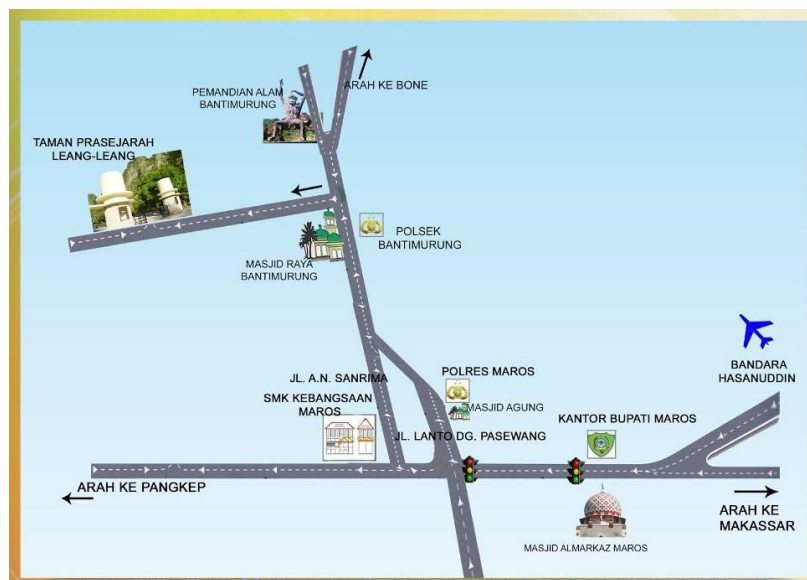 ARAH KE BONE
PEMANDIAN ALAM
BANTIMURUNG
TAMAN PRASEJARAH
LEANG-LEANG
POLSEK
BANTIMURUNG
MASJID RAYA
BANTIMURUNG
BANDARA
HASANUDDIN
JL. A.N. SANRIMA
POLRES MAROS
SMK KEBANGSAAN
MAROS
MASJID AGUNG
KANTOR BUPATI MAROS
JL. LANTO DG. PASEWANG
ARAH KE PANGKEP
ARAH KE
MAKASSAR
MASJID ALMARKAZ MAROS